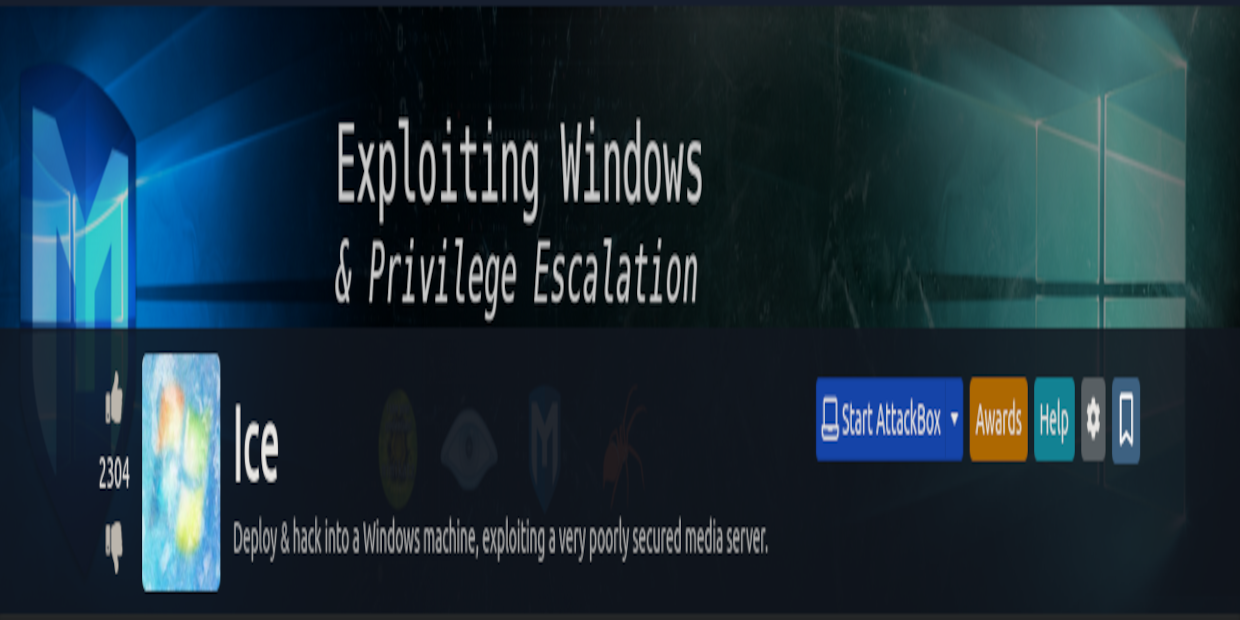 Exploiting Windows
& Privilege Escalation
2304
Ice
Deploy & hack into a Windows machine, exploiting a very poorly secured media server.
Start AttackBox
Awards
Help